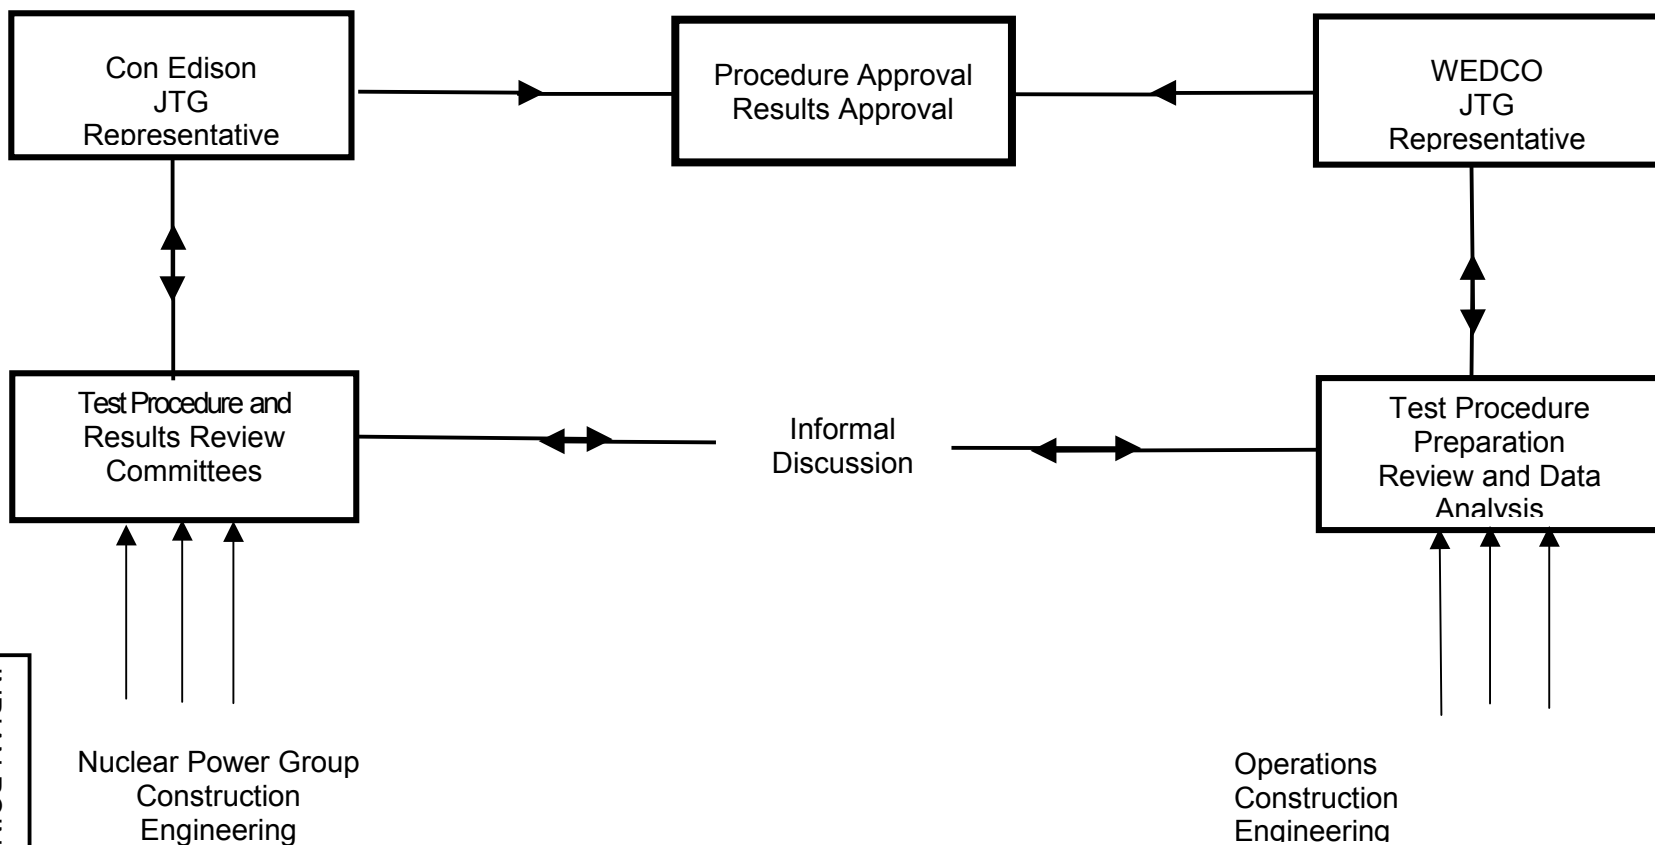 Con Edison
JTG
Representative
Procedure Approval
Results Approval
WEDCO
JTG
Representative
Test Procedure and
Results Review
Committees
Informal
Discussion
Test Procedure
Preparation
Review and Data
Analysis
Nuclear Power Group
Construction
Engineering
Operations
Construction
Engineering